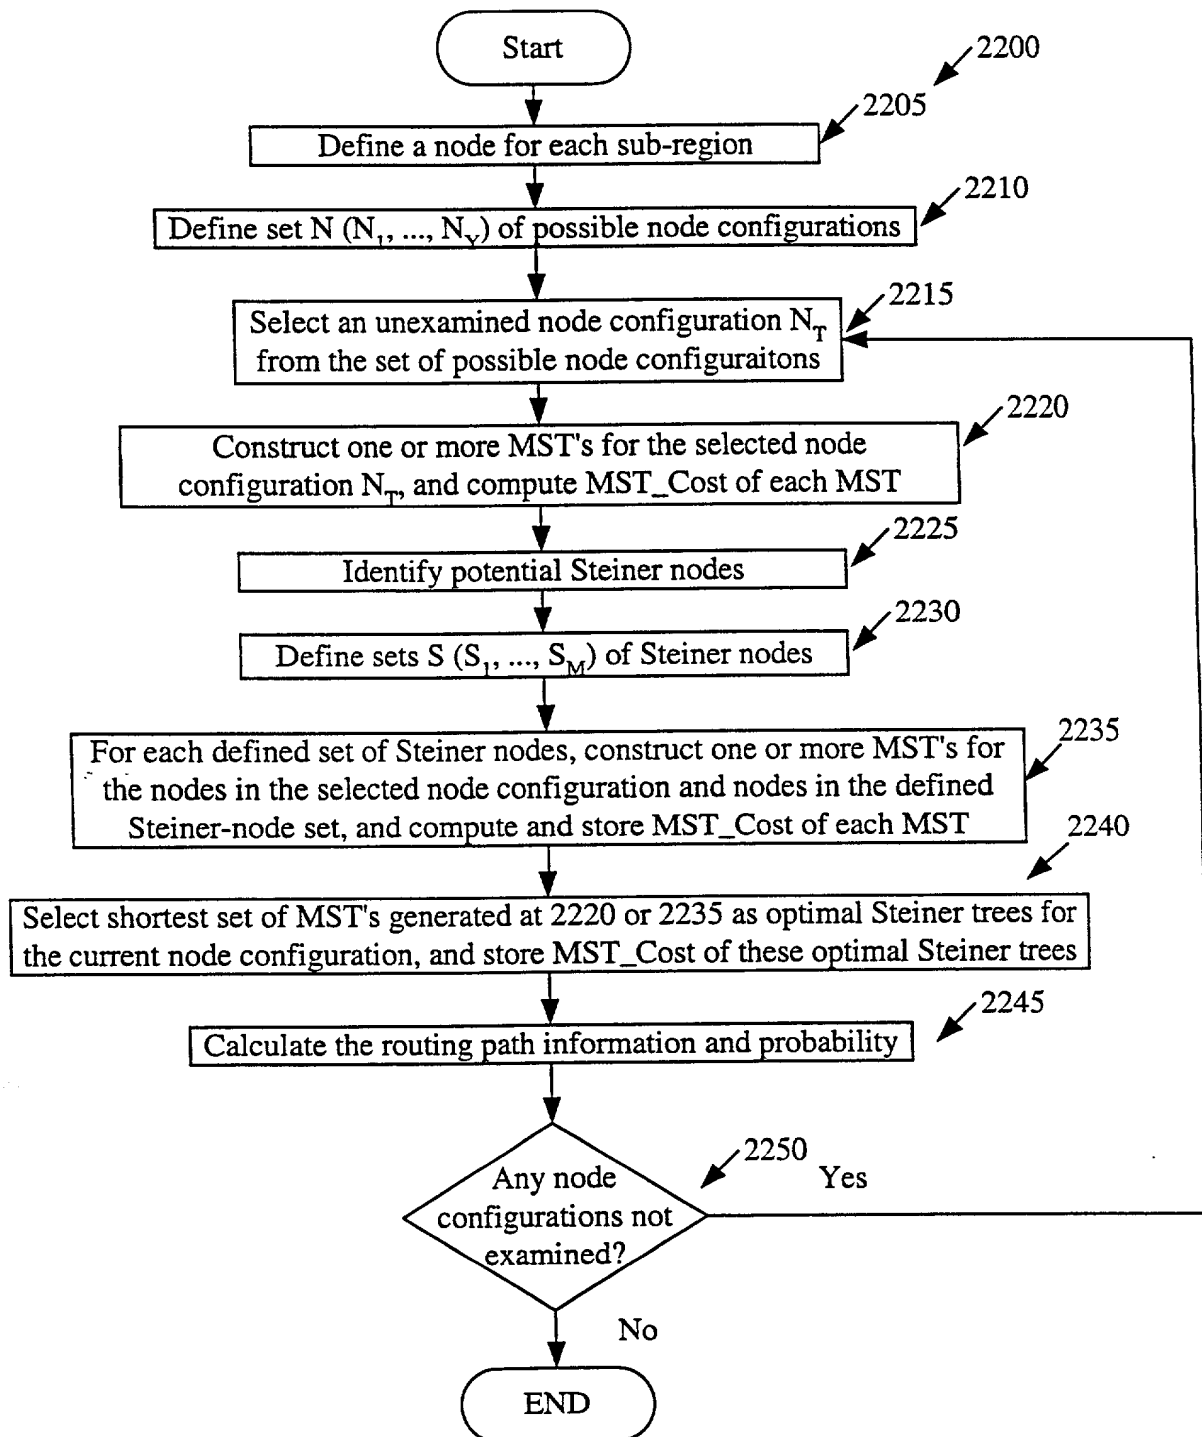 Start
2200
2205
Define a node for each sub-region
2210
Define set N (N₁, ..., N_Y) of possible node configurations
2215
Select an unexamined node configuration N_T
from the set of possible node configuraitons
2220
Construct one or more MST's for the selected node
configuration N_T, and compute MST_Cost of each MST
2225
Identify potential Steiner nodes
2230
Define sets S (S₁, ..., S_M) of Steiner nodes
2235
For each defined set of Steiner nodes, construct one or more MST's for
the nodes in the selected node configuration and nodes in the defined
Steiner-node set, and compute and store MST_Cost of each MST
2240
Select shortest set of MST's generated at 2220 or 2235 as optimal Steiner trees for
the current node configuration, and store MST_Cost of these optimal Steiner trees
2245
Calculate the routing path information and probability
2250
Any node
configurations not
examined?
Yes
No
END